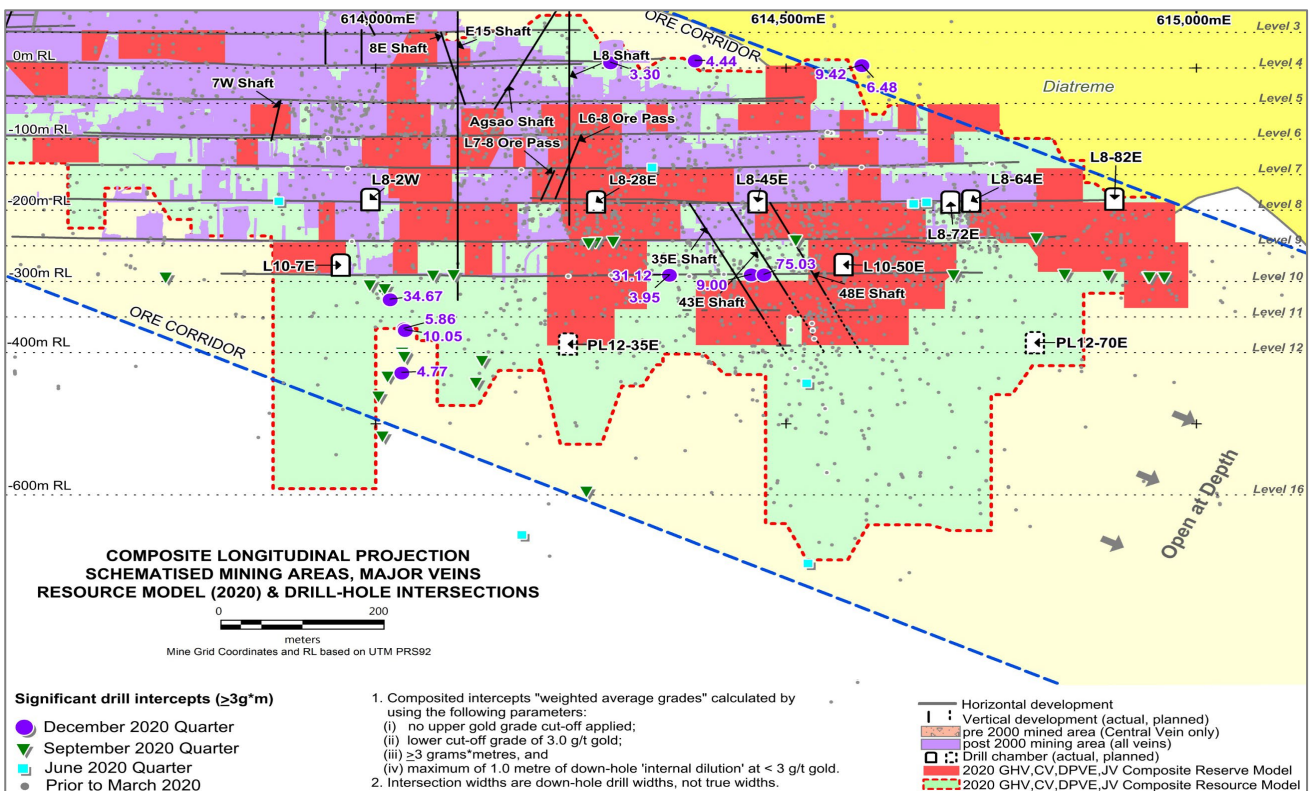 614,000mE
614,500mE
615,000mE
ORE CORRIDOR
Level 3
E15 Shaft
8E Shaft
L8 Shaft
0m RL
4.44
Level 4
3.30
9.42
6.48
7W Shaft
Diatreme
Level 5
Agsao Shaft
L6-8 Ore Pass
-100m RL
Level 6
L7-8 Ore Pass
L8-82E
Level 7
L8-2W
L8-28E
L8-45E
L8-64E
-200m RL
Level 8
L8-72E
Level 9
35E Shaft
L10-7E
75.03
L10-50E
-300m RL
31.12
Level 10
9.00
3.95
48E Shaft
34.67
43E Shaft
ORE CORRIDOR
5.86
Level 11
10.05
PL12-35E
PL12-70E
-400m RL
Level 12
4.77
Open at Depth
-600m RL
Level 16
COMPOSITE LONGITUDINAL PROJECTION
SCHEMATISED MINING AREAS, MAJOR VEINS
RESOURCE MODEL (2020) & DRILL-HOLE INTERSECTIONS
0 200
meters
Mine Grid Coordinates and RL based on UTM PRS92
Significant drill intercepts (≥3g*m)
December 2020 Quarter
September 2020 Quarter
June 2020 Quarter
Prior to March 2020
1. Composited intercepts "weighted average grades" calculated by
using the following parameters:
(i) no upper gold grade cut-off applied;
(ii) lower cut-off grade of 3.0 g/t gold;
(iii) ≥3 grams*metres, and
(iv) maximum of 1.0 metre of down-hole 'internal dilution' at < 3 g/t gold.
2. Intersection widths are down-hole drill widths, not true widths.
Horizontal development
Vertical development (actual, planned)
pre 2000 mined area (Central Vein only)
post 2000 mining area (all veins)
Drill chamber (actual, planned)
2020 GHV,CV,DPVE,JV Composite Reserve Model
2020 GHV,CV,DPVE,JV Composite Resource Model